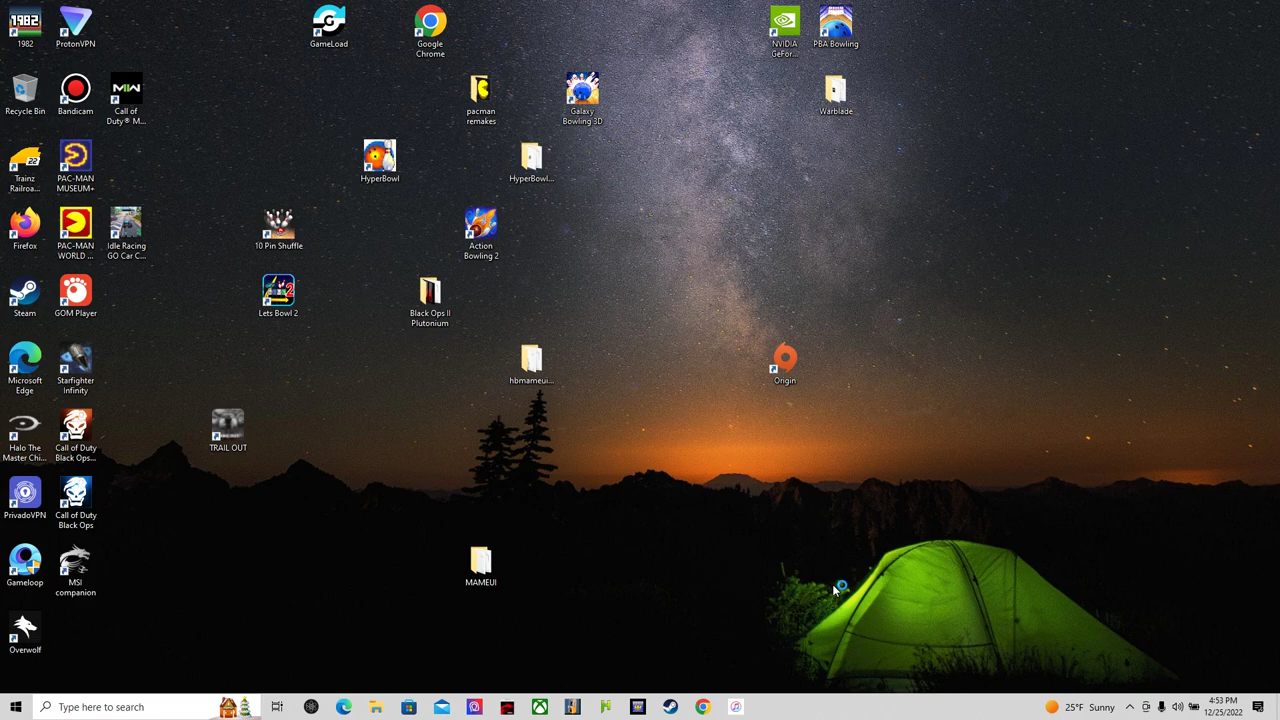 1982
ProtonVPN
GameLoad
Google
Chrome
NVIDIA
GeFor...
PBA Bowling
Recycle Bin
Bandicam
Call of
Duty® M...
pacman
remakes
Galaxy
Bowling 3D
Warblade
Trainz
Railroa...
PAC-MAN
MUSEUM+
HyperBowl
HyperBowl...
Firefox
PAC-MAN
WORLD ...
Idle Racing
GO Car C...
10 Pin Shuffle
Action
Bowling 2
Steam
GOM Player
Lets Bowl 2
Black Ops II
Plutonium
Microsoft
Edge
Starfighter
Infinity
hbmameui...
Origin
Halo The
Master Chi...
Call of Duty
Black Ops...
TRAIL OUT
PrivadoVPN
Call of Duty
Black Ops
Gameloop
MSI
companion
MAMEUI
Overwolf
Type here to search
25°F Sunny
4:53 PM
12/25/2022